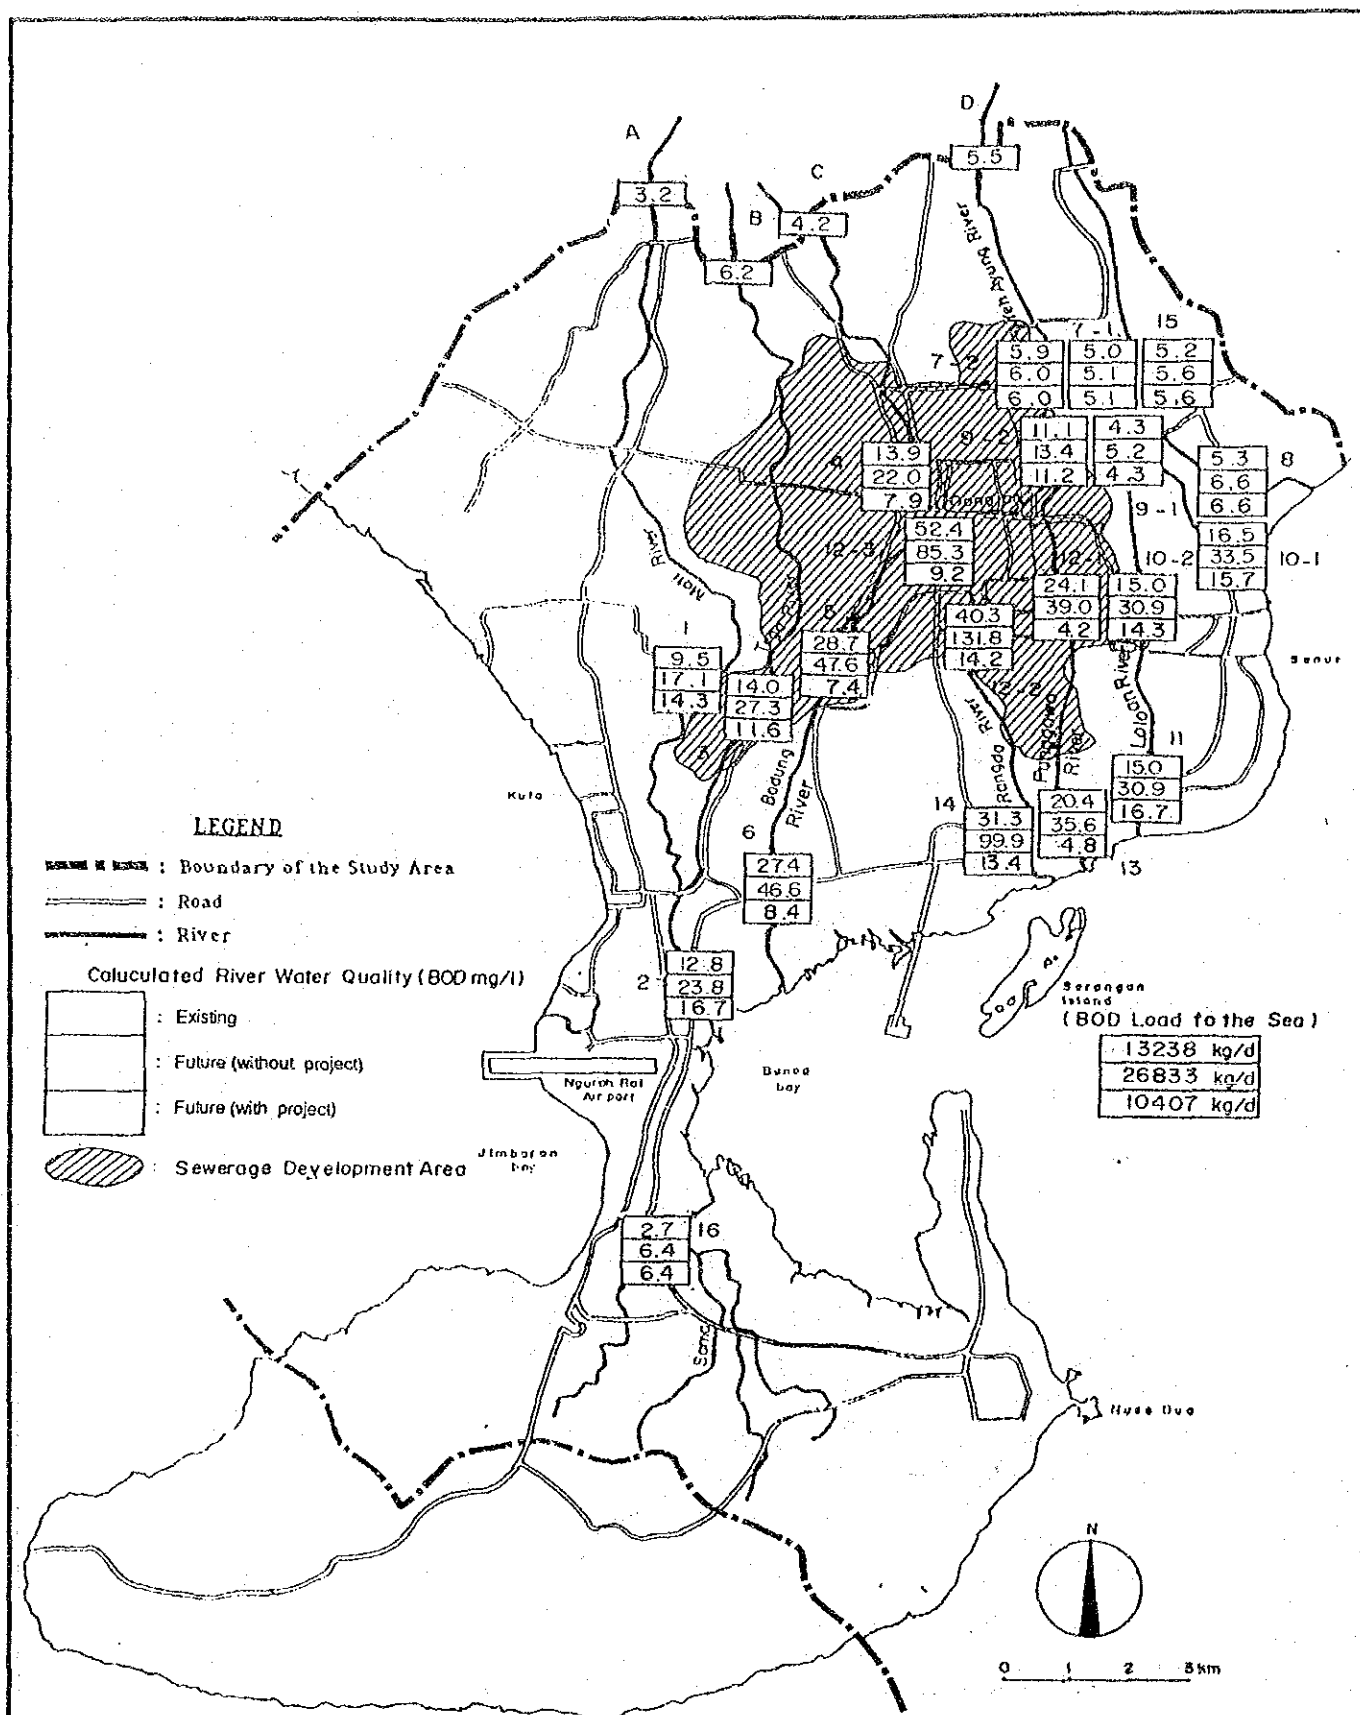 D
A
5.5
C
3.2
B
4.2
6.2
Meh Ayung River
7-1
15
7-2
5.9
6.0
6.0
5.0
5.1
5.1
5.2
5.6
5.6
9-2
11.1
13.4
11.2
4.3
5.2
4.3
4
13.9
22.0
7.9
5.3
6.6
6.6
8
9-1
52.4
85.3
9.2
12-3
12-1
10-2
16.5
33.5
15.7
10-1
River
Mati
24.1
39.0
4.2
15.0
30.9
14.3
5
40.3
131.8
14.2
28.7
47.6
7.4
1
9.5
17.1
14.3
14.0
27.3
11.6
3
12-2
Sanur
Badung
River
Rangda
River
Punggawa
River
Loloan River
11
15.0
30.9
16.7
Kuta
14
31.3
99.9
13.4
20.4
35.6
4.8
13
6
27.4
46.6
8.4
2
12.8
23.8
16.7
LEGEND
: Boundary of the Study Area
: Road
: River
Caluculated River Water Quality (BOD mg/l)
: Existing
: Future (without project)
: Future (with project)
: Sewerage Development Area
Serangan
Island
(BOD Load to the Sea)
13238 kg/d
26833 kg/d
10407 kg/d
Ngurah Rai
Air port
Benoa
bay
Jimbaran
bay
2.7
6.4
6.4
16
Sama
Nusa Dua
N
0 1 2 3 km